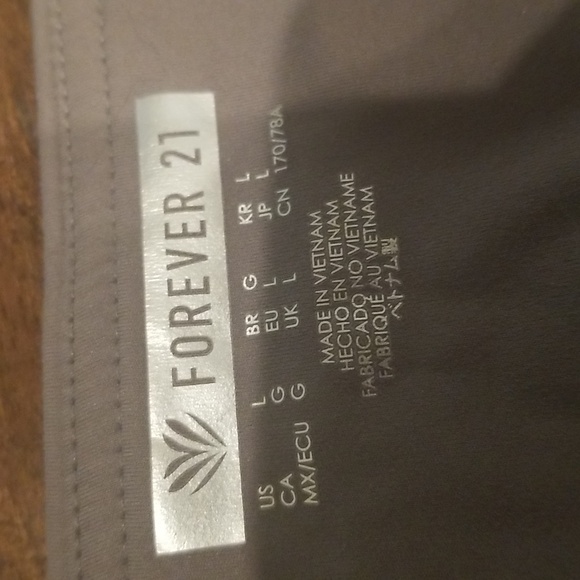 FOREVER 21
US L BR G KR L
CA G EU L JP L
MX/ECU G UK L CN 170/78A
MADE IN VIETNAM
HECHO EN VIETNAM
FABRICADO NO VIETNAME
FABRIQUÉ AU VIETNAM
ベトナム製